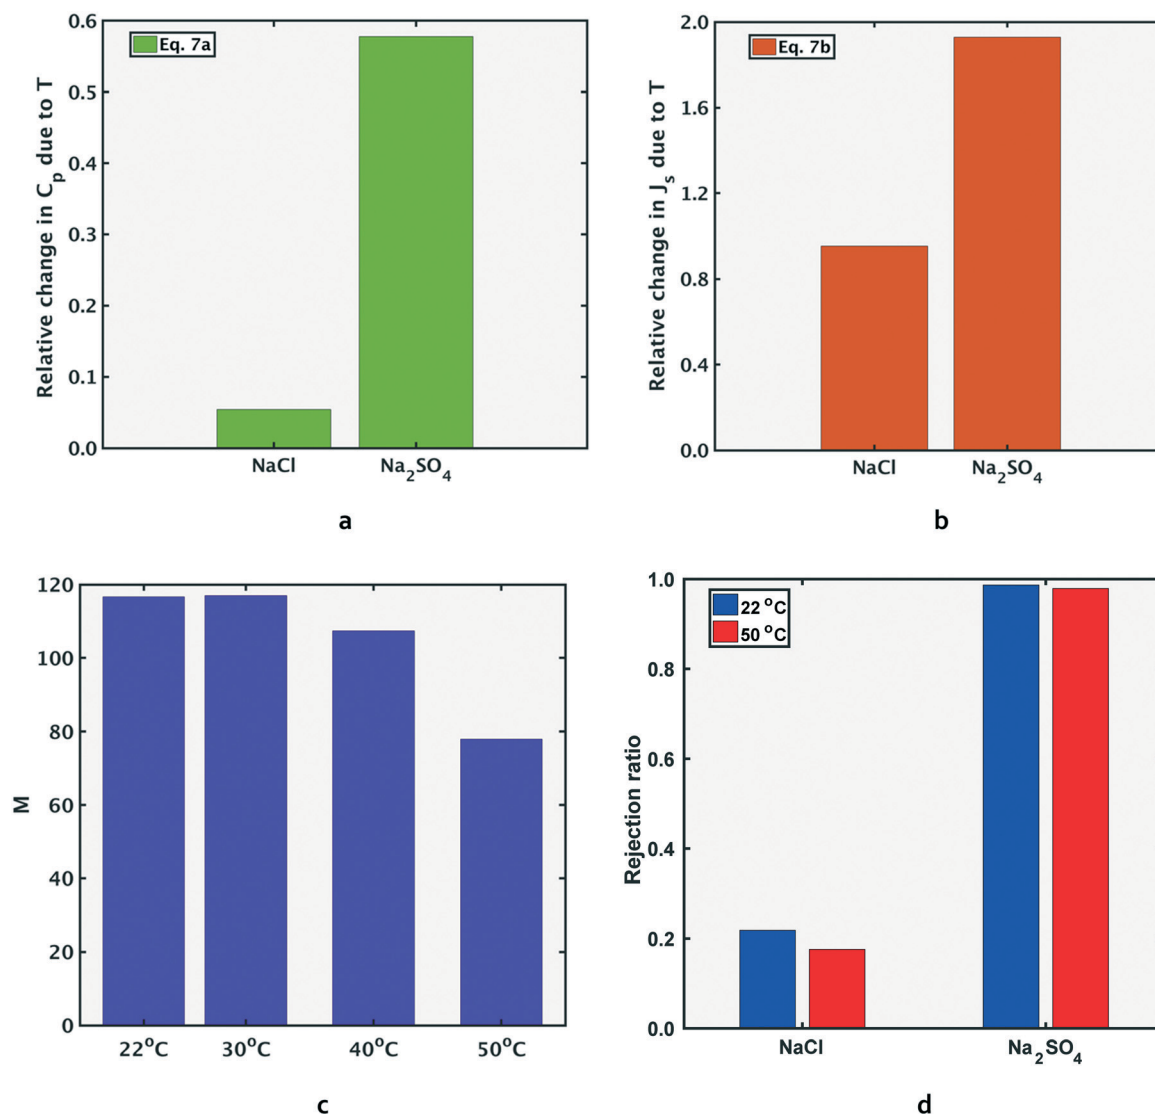 Relative change in Cp due to T
0.6
0.5
0.4
0.3
0.2
0.1
0.0
Eq. 7a
NaCl
Na2SO4
a
Relative change in Js due to T
2.0
1.6
1.2
0.8
0.4
0.0
Eq. 7b
NaCl
Na2SO4
b
M
120
100
80
60
40
20
0
22°C
30°C
40°C
50°C
c
Rejection ratio
1.0
0.8
0.6
0.4
0.2
0.0
22 °C
50 °C
NaCl
Na2SO4
d